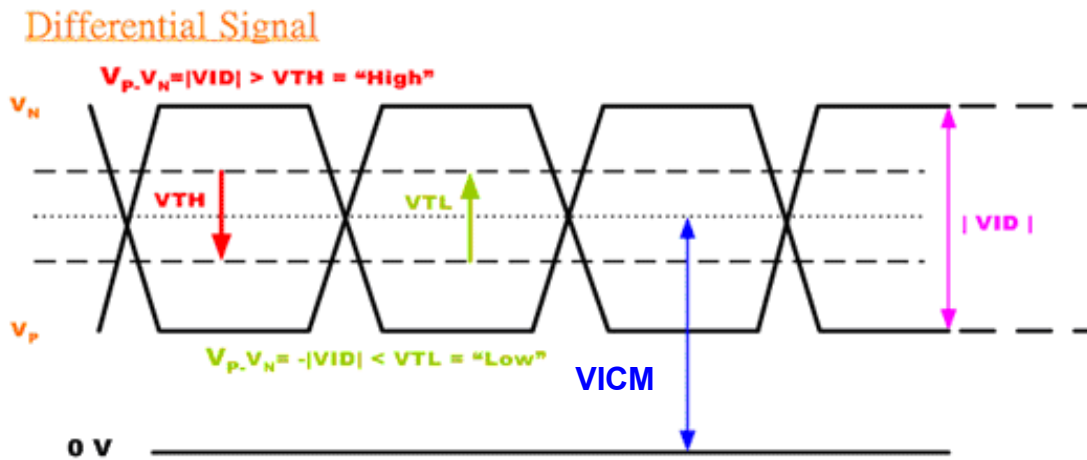 Differential Signal
VP-VN=|VID| > VTH = “High”
VN
VTH
VTL
| VID |
VP
VP-VN= -|VID| < VTL = “Low”
VICM
0 V